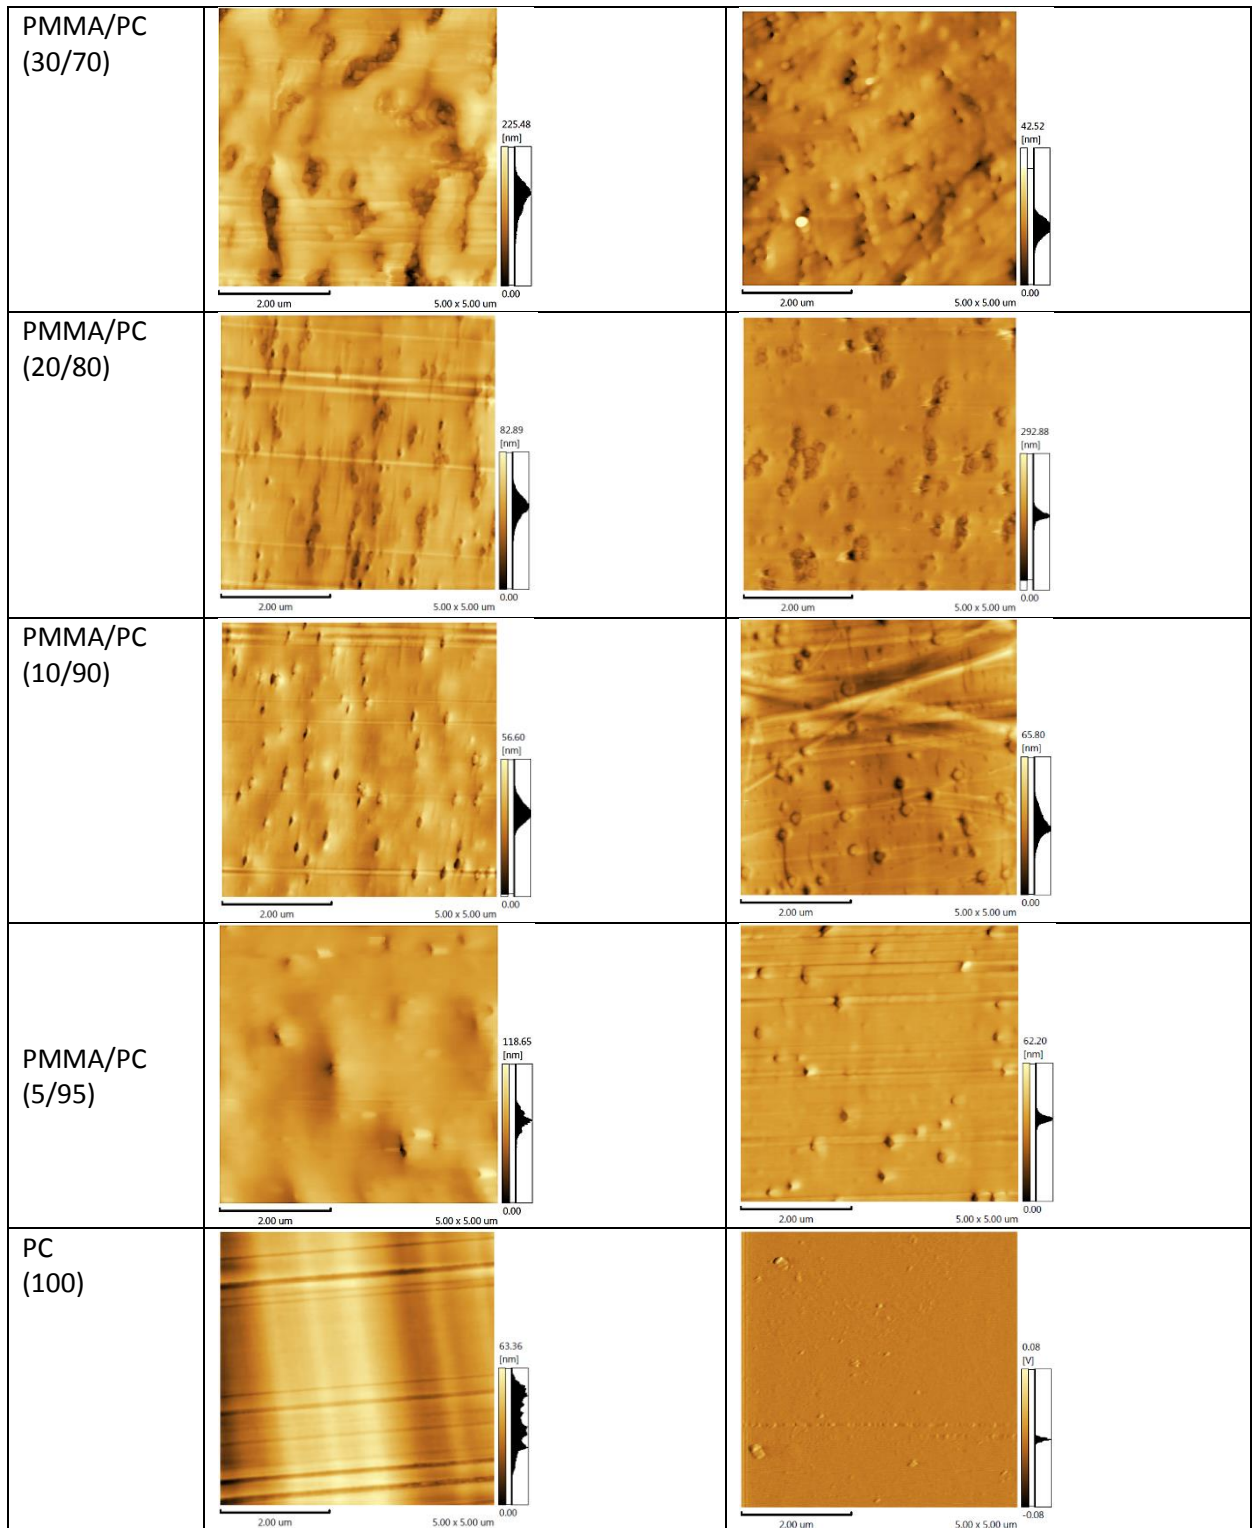 PMMA/PC
(30/70)
225.48
[nm]
0.00
2.00 um
5.00 x 5.00 um
42.52
[nm]
0.00
2.00 um
5.00 x 5.00 um
PMMA/PC
(20/80)
82.89
[nm]
0.00
2.00 um
5.00 x 5.00 um
292.88
[nm]
0.00
2.00 um
5.00 x 5.00 um
PMMA/PC
(10/90)
56.60
[nm]
0.00
2.00 um
5.00 x 5.00 um
65.80
[nm]
0.00
2.00 um
5.00 x 5.00 um
PMMA/PC
(5/95)
118.65
[nm]
0.00
2.00 um
5.00 x 5.00 um
62.20
[nm]
0.00
2.00 um
5.00 x 5.00 um
PC
(100)
63.36
[nm]
0.00
2.00 um
5.00 x 5.00 um
0.08
[V]
-0.08
2.00 um
5.00 x 5.00 um